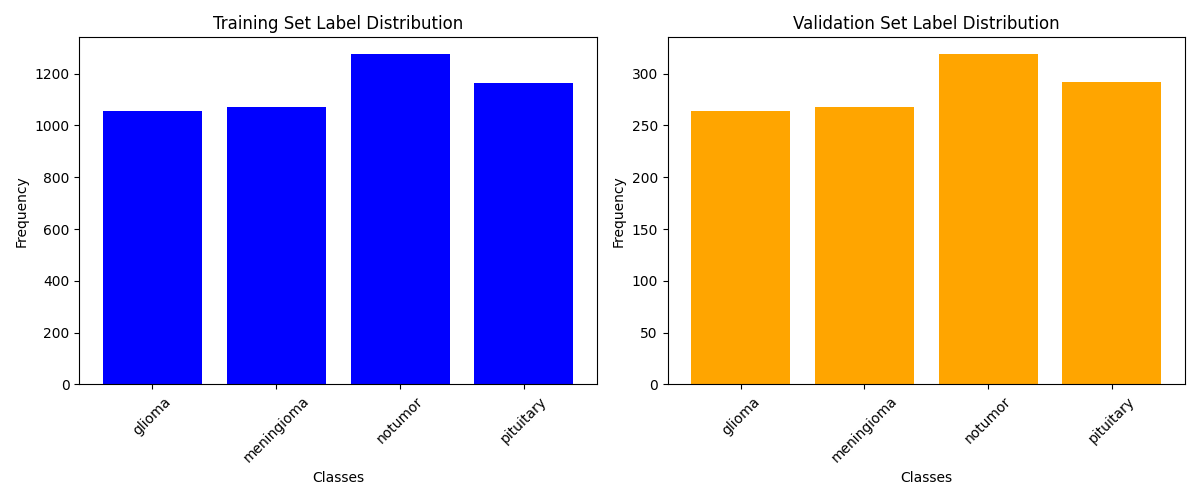 Training Set Label Distribution
1200
1000
800
600
400
200
0
Frequency
glioma
meningioma
notumor
pituitary
Classes
Validation Set Label Distribution
300
250
200
150
100
50
0
Frequency
glioma
meningioma
notumor
pituitary
Classes